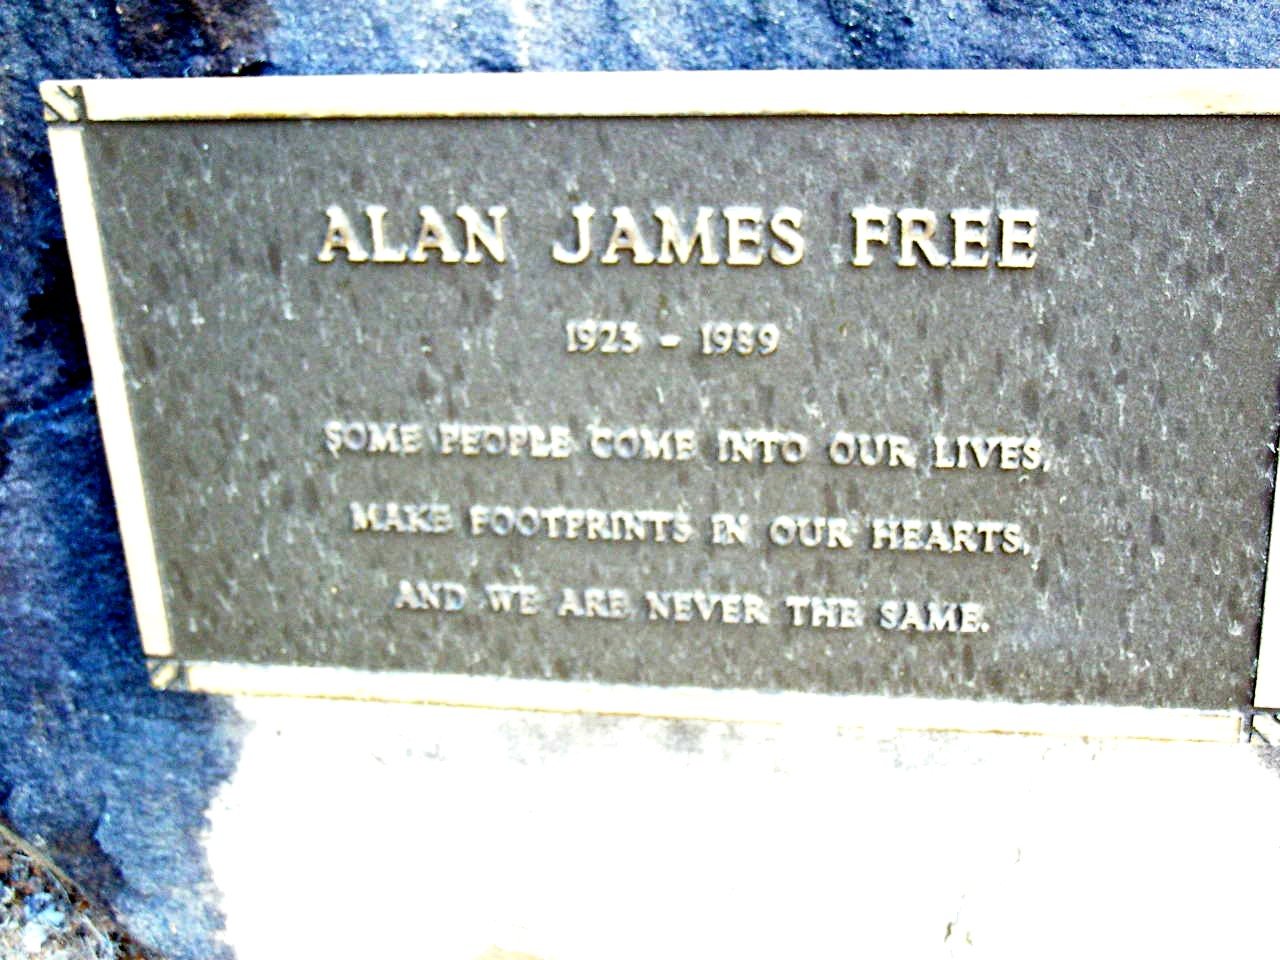 ALAN JAMES FREE
1923 - 1989
SOME PEOPLE COME INTO OUR LIVES,
MAKE FOOTPRINTS IN OUR HEARTS,
AND WE ARE NEVER THE SAME.